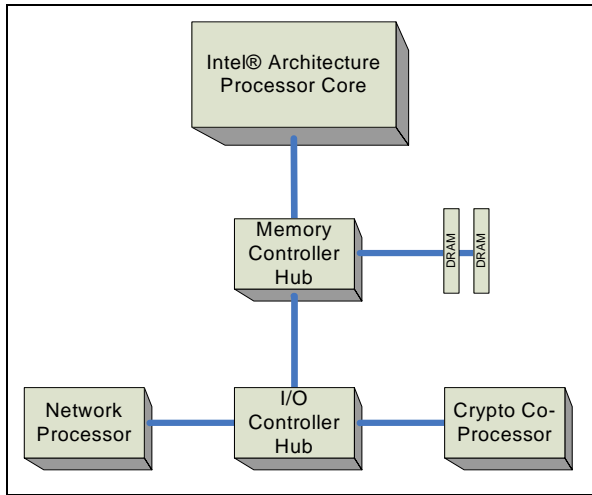 Intel® Architecture
Processor Core
Memory
Controller
Hub
DRAM
DRAM
Network
Processor
I/O
Controller
Hub
Crypto Co-
Processor